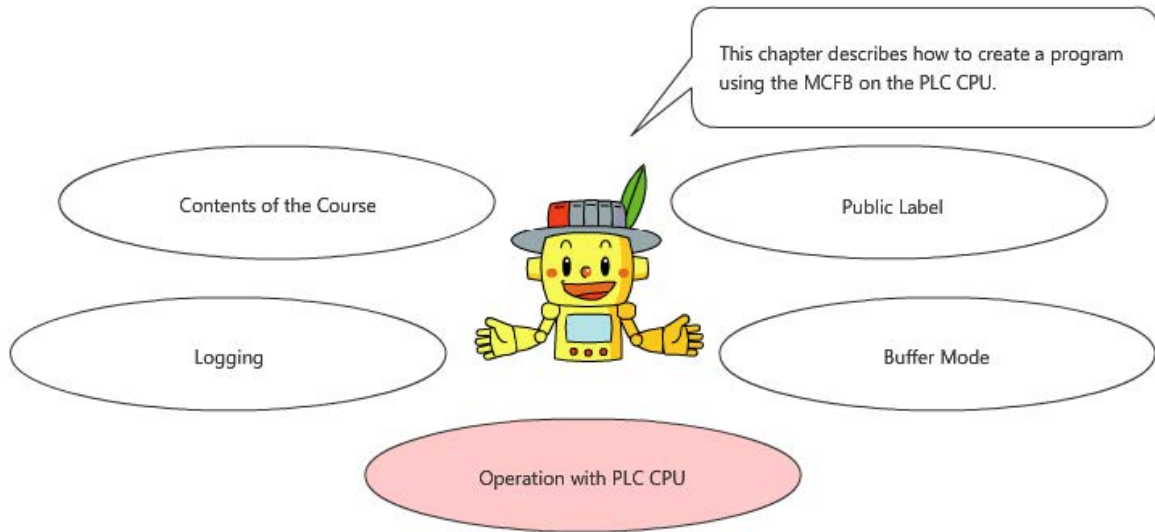 This chapter describes how to create a program
using the MCFB on the PLC CPU.
Contents of the Course
Public Label
Logging
Buffer Mode
Operation with PLC CPU